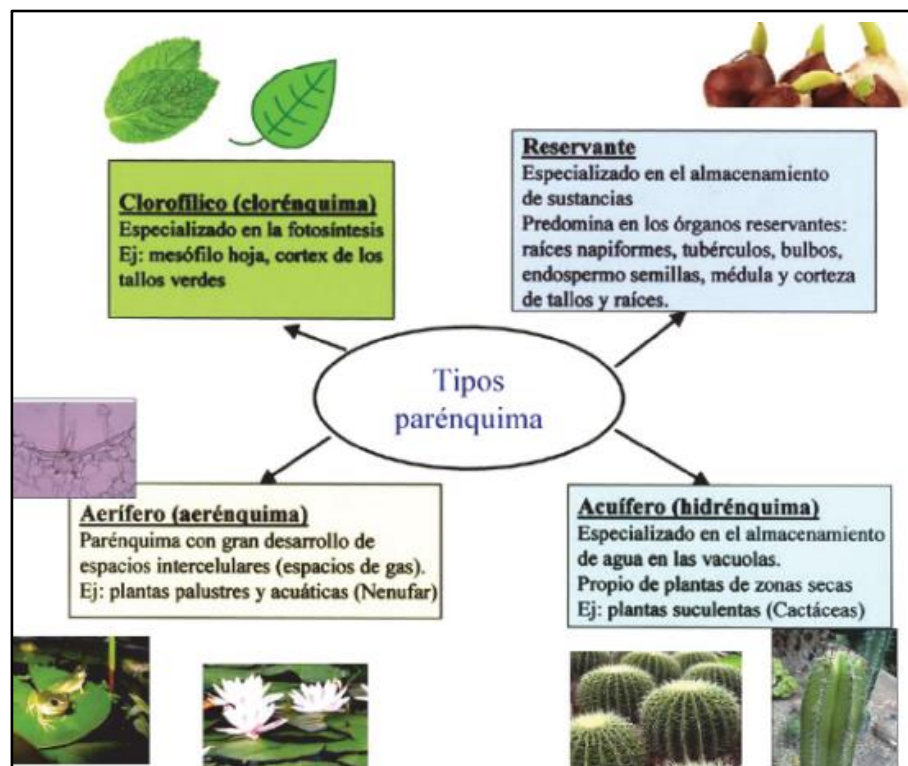 Clorofílico (clorénquima)
Especializado en la fotosíntesis
Ej: mesófilo hoja, cortex de los
tallos verdes
Reservante
Especializado en el almacenamiento
de sustancias
Predomina en los órganos reservantes:
raíces napiformes, tubérculos, bulbos,
endospermo semillas, médula y corteza
de tallos y raíces.
Tipos
parénquima
Aerífero (aerénquima)
Parénquima con gran desarrollo de
espacios intercelulares (espacios de gas).
Ej: plantas palustres y acuáticas (Nenufar)
Acuífero (hidrénquima)
Especializado en el almacenamiento
de agua en las vacuolas.
Propio de plantas de zonas secas
Ej: plantas suculentas (Cactáceas)